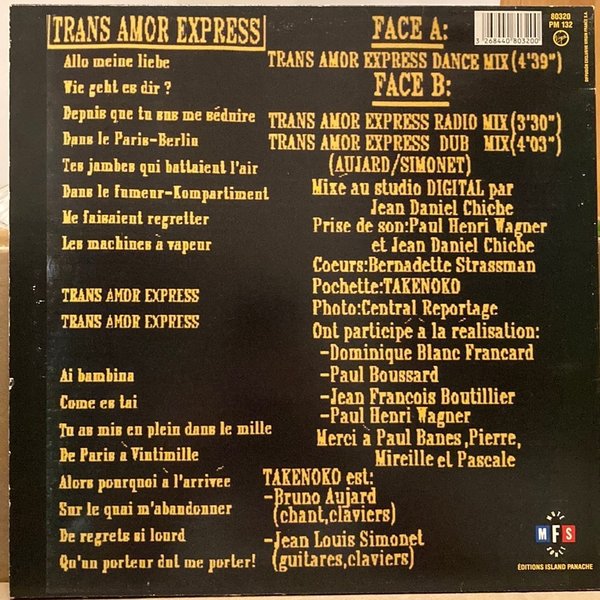 TRANS AMOR EXPRESS
Allo meine liebe
Wie geht es dir ?
Depuis que tu sus me séduire
Dans le Paris-Berlin
Tes jambes qui battaient l'air
Dans le fumeur-Kompartiment
Me faisaient regretter
Les machines à vapeur
TRANS AMOR EXPRESS
TRANS AMOR EXPRESS
Ai bambina
Come es tai
Tu as mis en plein dans le mille
De Paris à Vintimille
Alors pourquoi à l'arrivee
Sur le quai m'abandonner
De regrets si lourd
Qu'un porteur dut me porter!
FACE A:
TRANS AMOR EXPRESS DANCE MIX(4'39")
FACE B:
TRANS AMOR EXPRESS RADIO MIX(3'30")
TRANS AMOR EXPRESS DUB MIX(4'03")
(AUJARD/SIMONET)
Mixé au studio DIGITAL par
Jean Daniel Chiche
Prise de son:Paul Henri Wagner
et Jean Daniel Chiche
Coeurs:Bernadette Strassman
Pochette:TAKENOKO
Photo:Central Reportage
Ont participé à la réalisation:
-Dominique Blanc Francard
-Paul Boussard
-Jean Francois Boutillier
-Paul Henri Wagner
Merci à Paul Banes,Pierre,
Mireille et Pascale
TAKENOKO est:
-Bruno Aujard
(chant,claviers)
-Jean Louis Simonet
(guitares,claviers)
3 268440 803200
80320
PM 132
Virgin
MFS
ÉDITIONS ISLAND PANACHE